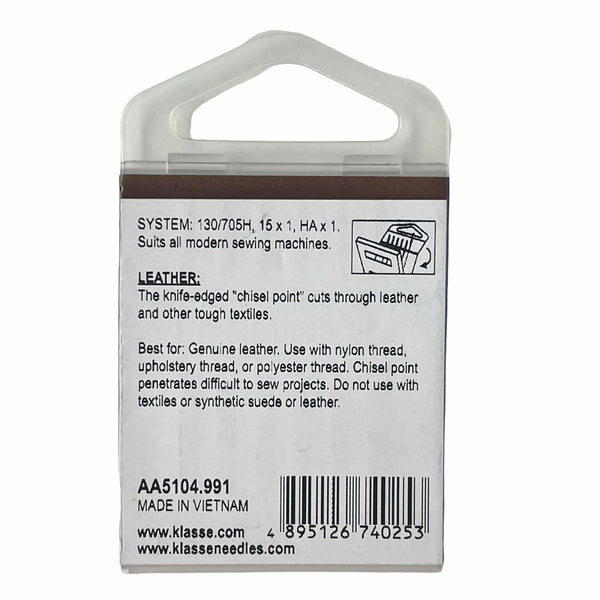 SYSTEM: 130/705H, 15 x 1, HA x 1.
Suits all modern sewing machines.
LEATHER:
The knife-edged "chisel point" cuts through leather
and other tough textiles.
Best for: Genuine leather. Use with nylon thread,
upholstery thread, or polyester thread. Chisel point
penetrates difficult to sew projects. Do not use with
textiles or synthetic suede or leather.
AA5104.991
MADE IN VIETNAM
www.klasse.com
www.klasseneedles.com
4 895126 740253